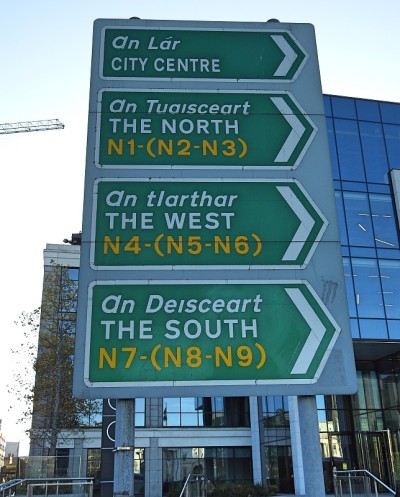 An Lár
CITY CENTRE
An Tuaisceart
THE NORTH
N1-(N2-N3)
An tIarthar
THE WEST
N4-(N5-N6)
An Deisceart
THE SOUTH
N7-(N8-N9)